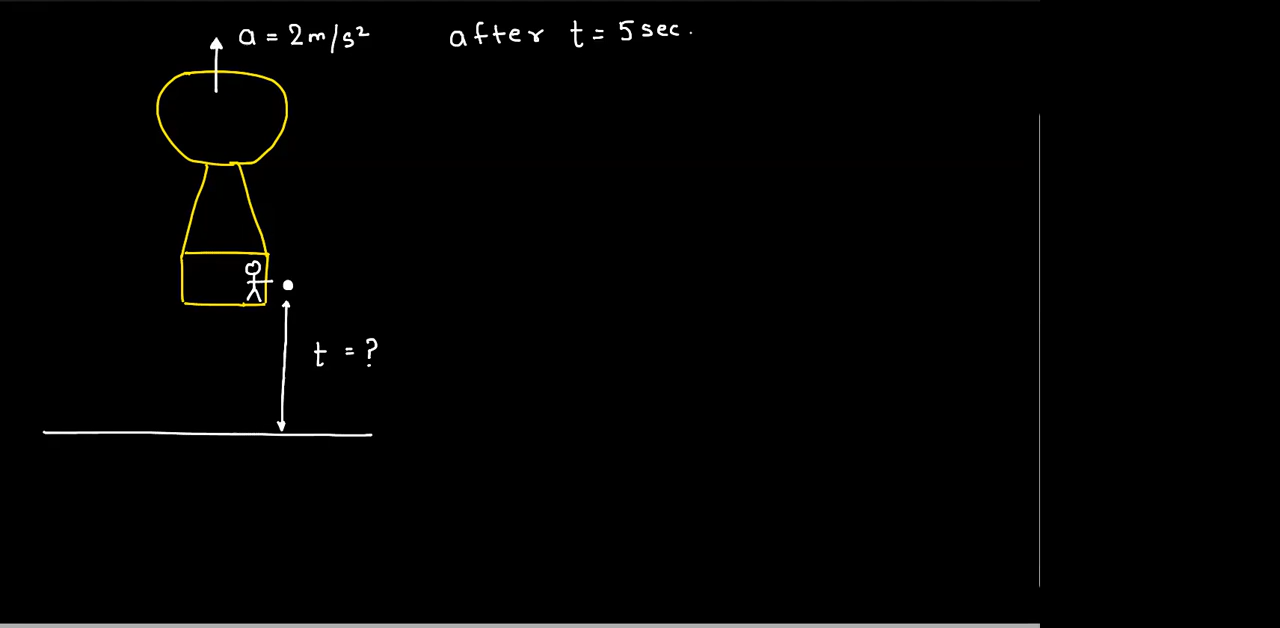 a = 2m/s² after t = 5 sec.
t = ?